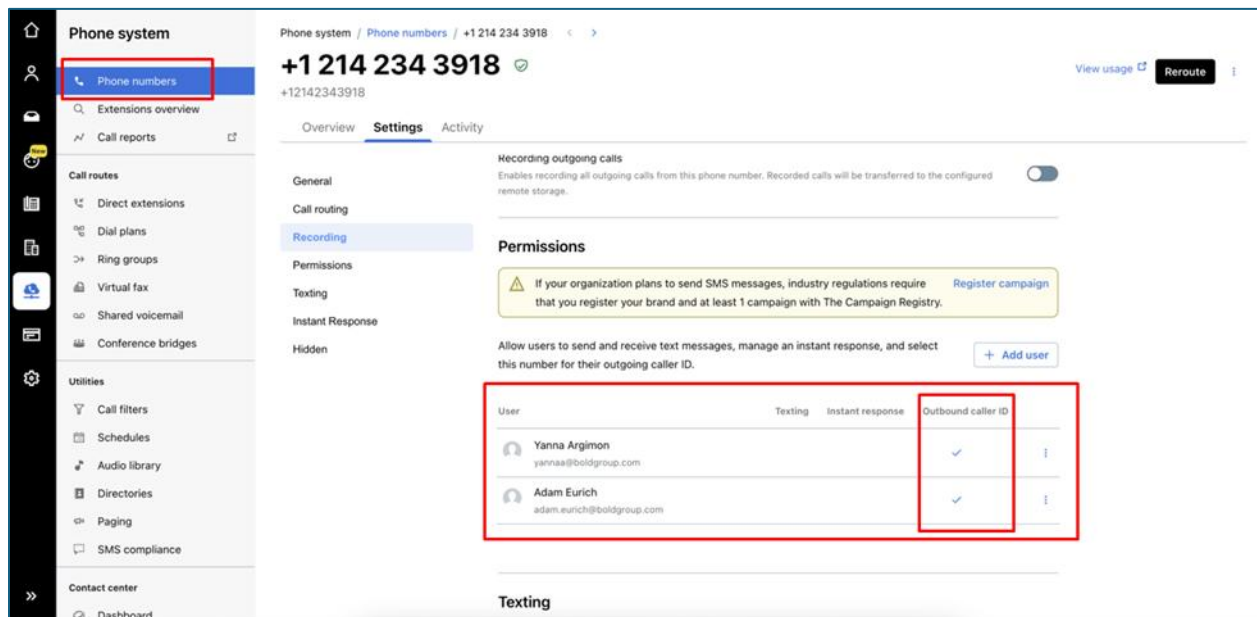 Phone system
Phone numbers
Extensions overview
Call reports
Call routes
Direct extensions
Dial plans
Ring groups
Virtual fax
Shared voicemail
Conference bridges
Utilities
Call filters
Schedules
Audio library
Directories
Paging
SMS compliance
Contact center
Dashboard
New
Phone system / Phone numbers / +1 214 234 3918
+1 214 234 3918
+12142343918
View usage
Reroute
Overview Settings Activity
General
Call routing
Recording
Permissions
Texting
Instant Response
Hidden
Recording outgoing calls
Enables recording all outgoing calls from this phone number. Recorded calls will be transferred to the configured
remote storage.
Permissions
If your organization plans to send SMS messages, industry regulations require
that you register your brand and at least 1 campaign with The Campaign Registry.
Register campaign
Allow users to send and receive text messages, manage an instant response, and select
this number for their outgoing caller ID.
+ Add user
User Texting Instant response Outbound caller ID
Yanna Argimon
yannaa@boldgroup.com
Adam Eurich
adam.eurich@boldgroup.com
Texting